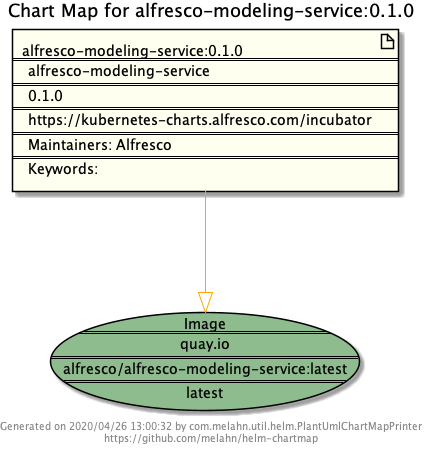 Chart Map for alfresco-modeling-service:0.1.0
alfresco-modeling-service:0.1.0
alfresco-modeling-service
0.1.0
https://kubernetes-charts.alfresco.com/incubator
Maintainers: Alfresco
Keywords:
Image
quay.io
alfresco/alfresco-modeling-service:latest
latest
Generated on 2020/04/26 13:00:32 by com.melahn.util.helm.PlantUmlChartMapPrinter
https://github.com/melahn/helm-chartmap